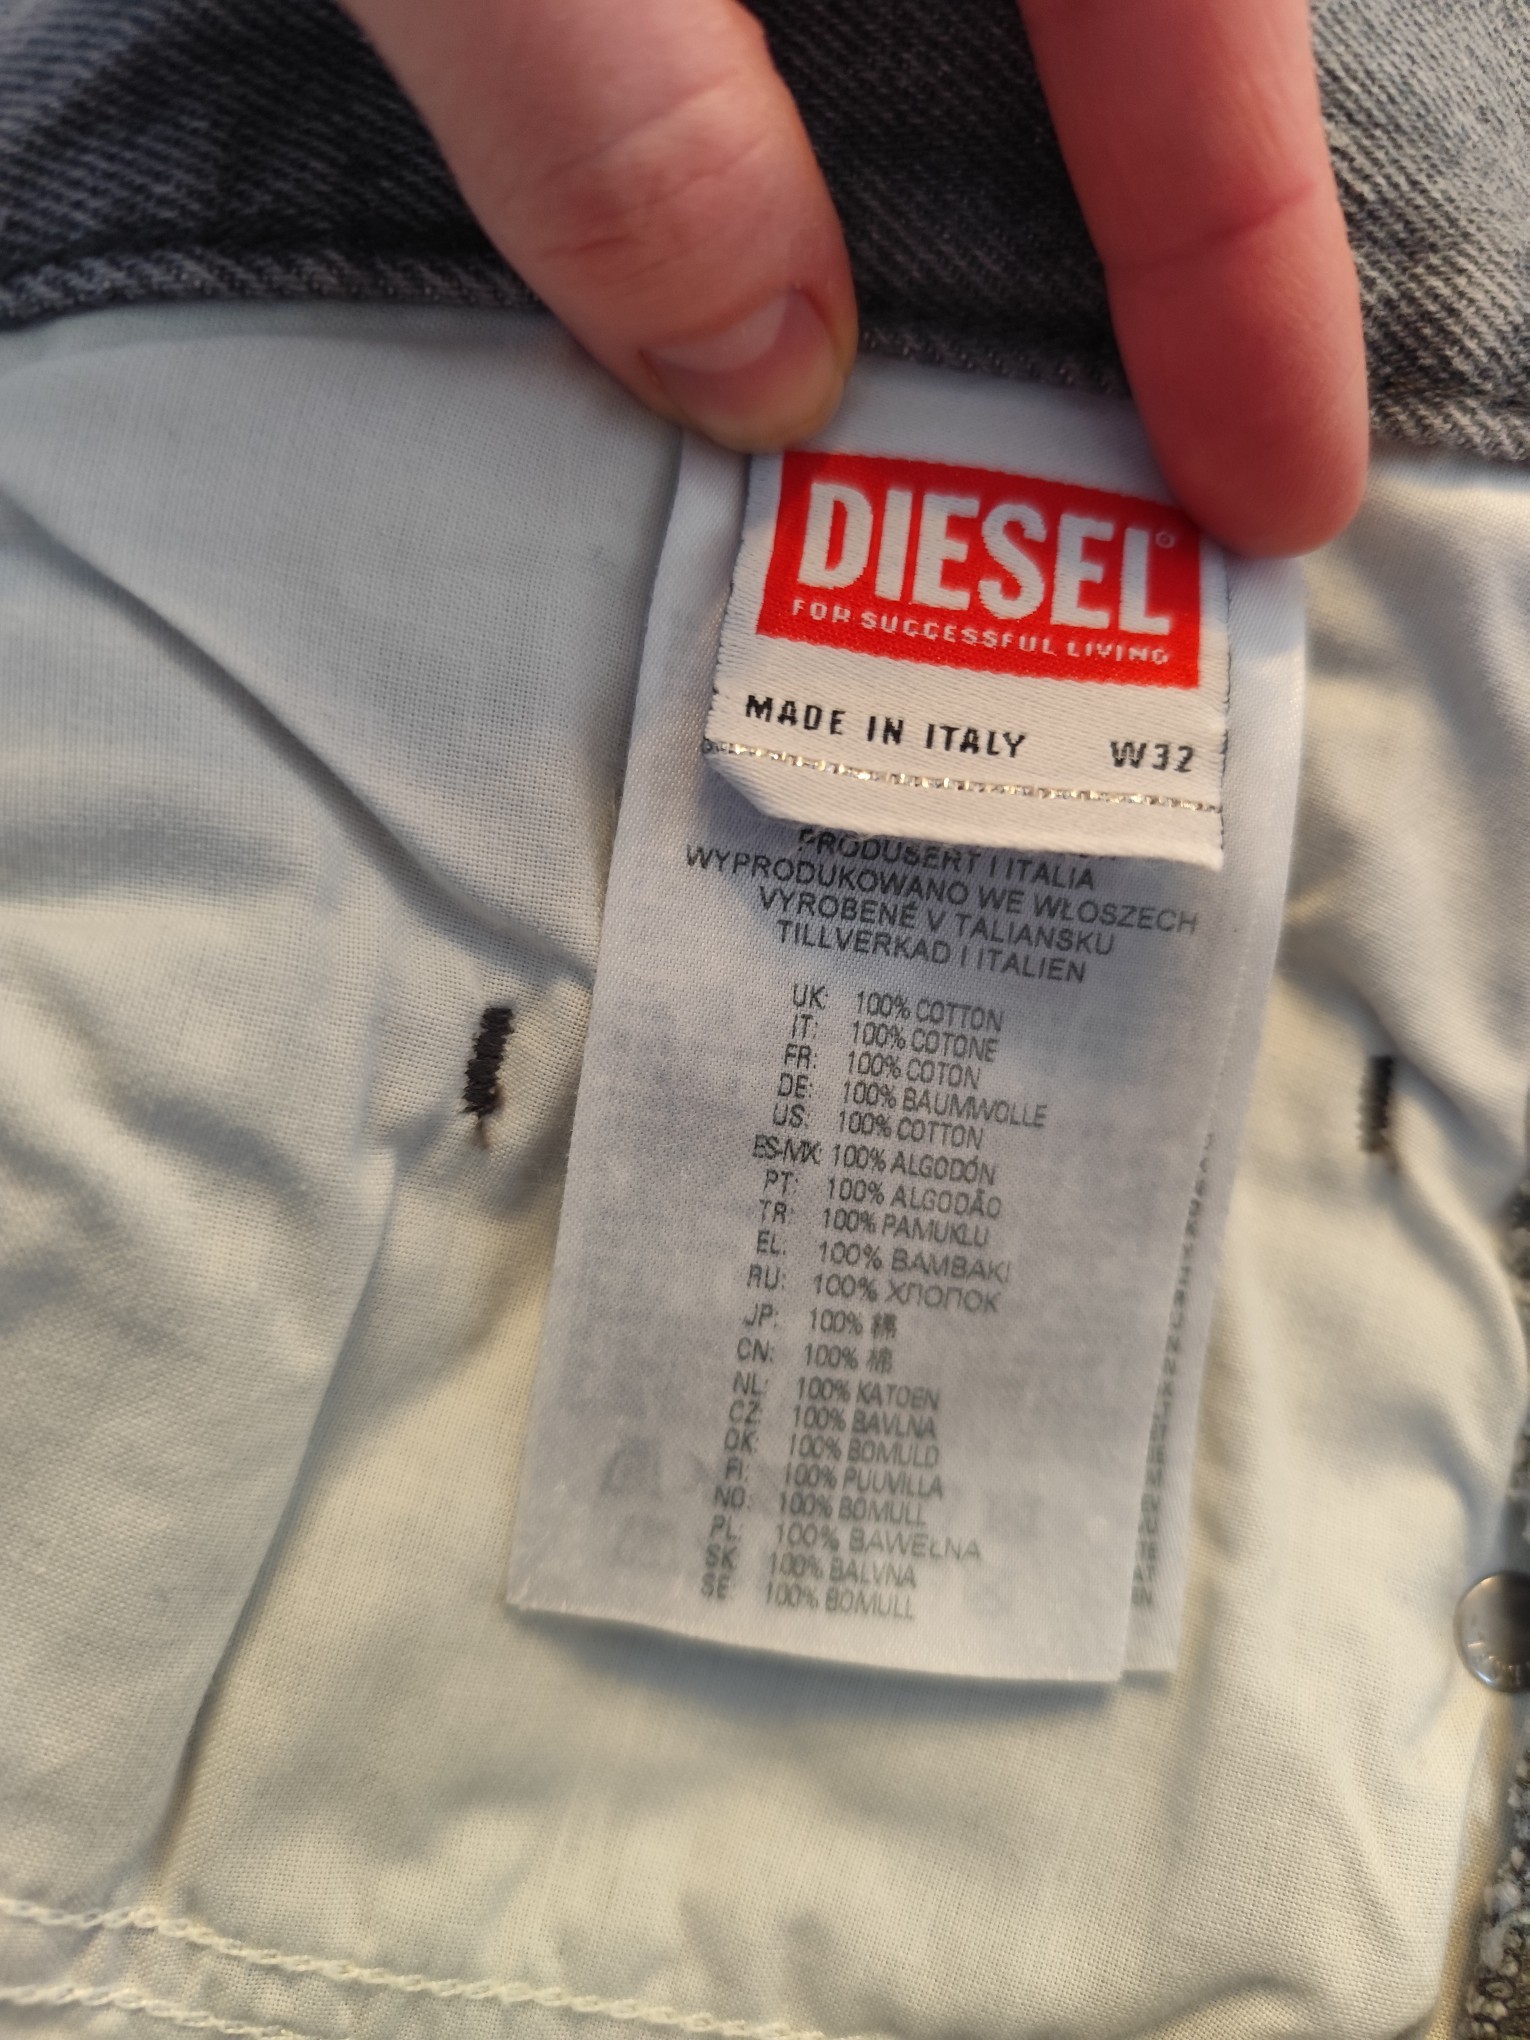 DIESEL®
FOR SUCCESSFUL LIVING
MADE IN ITALY W32
PRODUSERT I ITALIA
WYPRODUKOWANO WE WŁOSZECH
VYROBENÉ V TALIANSKU
TILLVERKAD I ITALIEN
UK: 100% COTTON
IT: 100% COTONE
FR: 100% COTON
DE: 100% BAUMWOLLE
US: 100% COTTON
ES-MX: 100% ALGODÓN
PT: 100% ALGODÃO
TR: 100% PAMUKLU
EL: 100% BAMBAKI
RU: 100% ХЛОПОК
JP: 100% 綿
CN: 100% 棉
NL: 100% KATOEN
CZ: 100% BAVLNA
DK: 100% BOMULD
FI: 100% PUUVILLA
NO: 100% BOMULL
PL: 100% BAWEŁNA
SK: 100% BALVNA
SE: 100% BOMULL